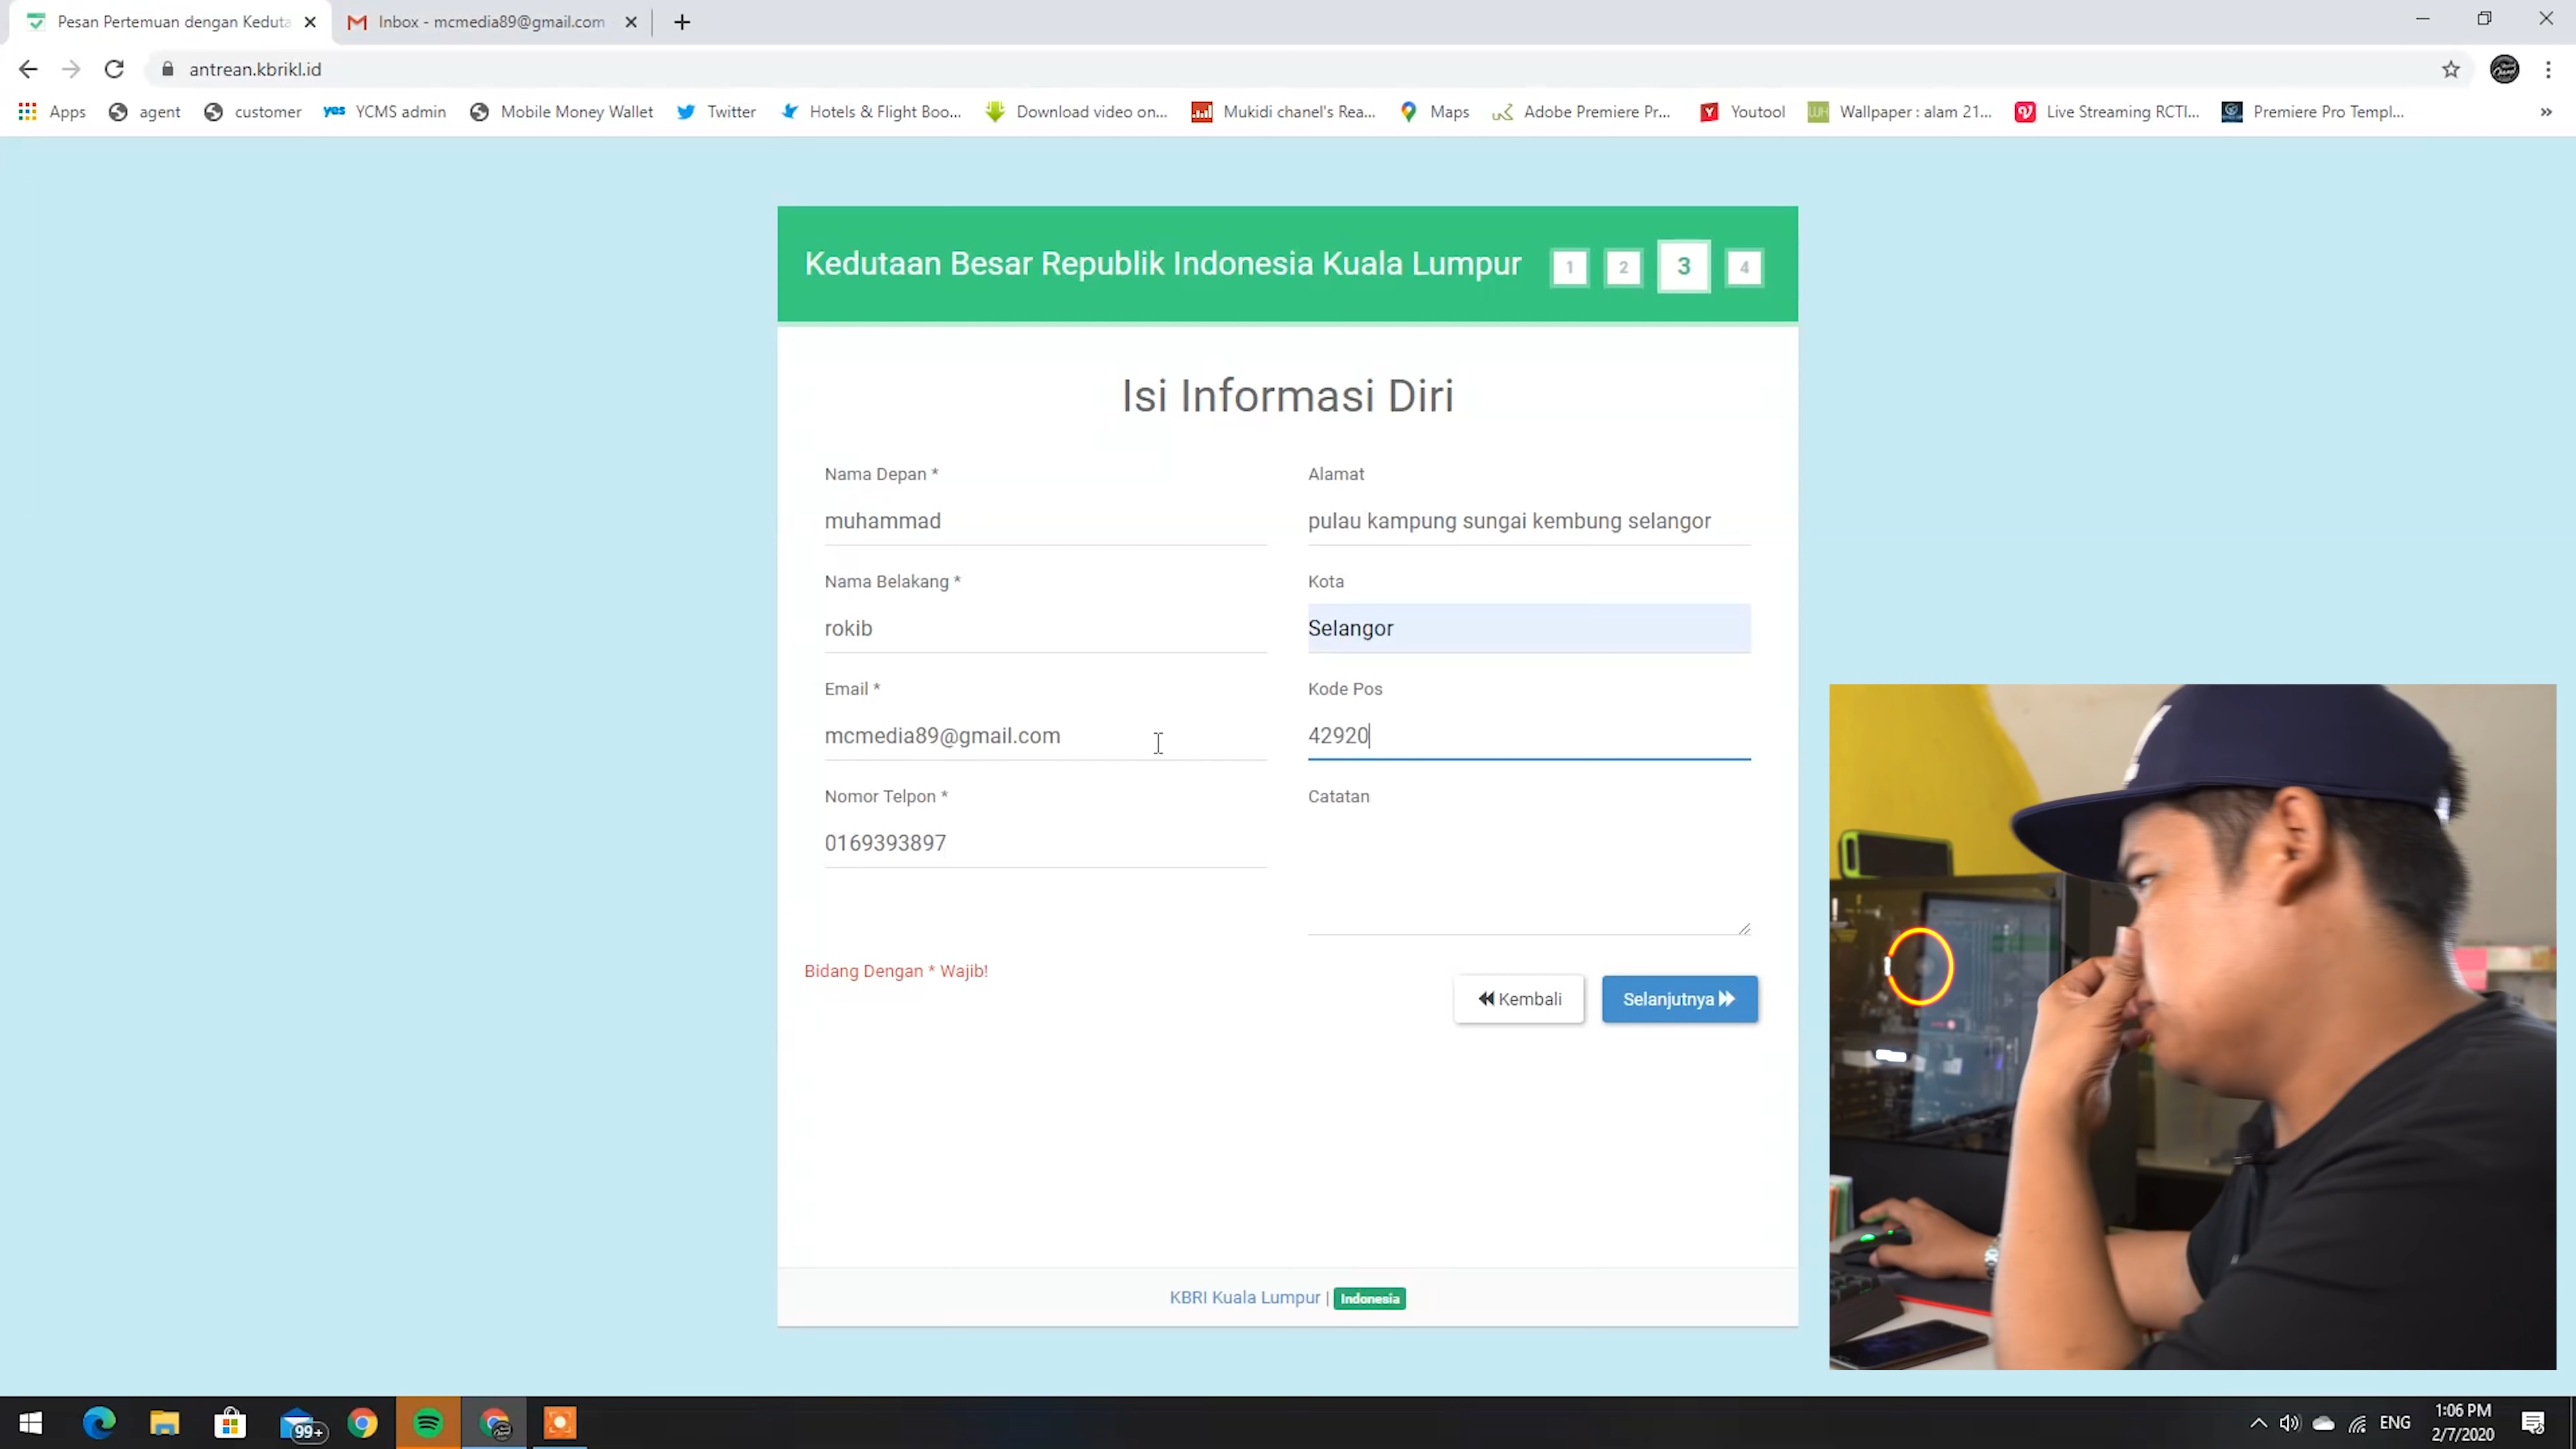 Pesan Pertemuan dengan Keduta
Inbox - mcmedia89@gmail.com
antrean.kbrikl.id
Apps agent customer yes YCMS admin Mobile Money Wallet Twitter Hotels & Flight Boo... Download video on... Mukidi chanel's Rea... Maps Adobe Premiere Pr... Y Youtool WH Wallpaper : alam 21... Live Streaming RCTI... Premiere Pro Templ... »
Kedutaan Besar Republik Indonesia Kuala Lumpur 1 2 3 4
Isi Informasi Diri
Nama Depan *
muhammad
Nama Belakang *
rokib
Email *
mcmedia89@gmail.com
Nomor Telpon *
0169393897
Alamat
pulau kampung sungai kembung selangor
Kota
Selangor
Kode Pos
42920
Catatan
Bidang Dengan * Wajib!
Kembali
Selanjutnya
KBRI Kuala Lumpur | Indonesia
99+
ENG
1:06 PM
2/7/2020